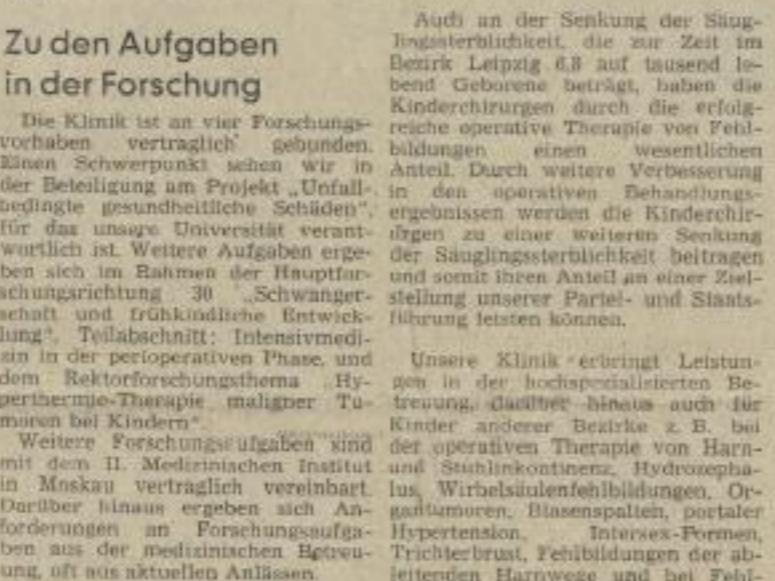 Zu den Aufgaben
in der Forschung
Die Klinik ist an vier Forschungs-
vorhaben vertraglich gebunden.
Einen Schwerpunkt sehen wir in
der Beteiligung am Projekt „Unfall-
bedingte gesundheitliche Schäden",
für das unsere Universität verant-
wortlich ist. Weitere Aufgaben erge-
ben sich im Rahmen der Hauptfor-
schungsrichtung 30 „Schwanger-
schaft und frühkindliche Entwick-
lung", Teilabschnitt: Intensivmedi-
zin in der perioperativen Phase, und
dem Rektorforschungsthema „Hy-
perthermie-Therapie maligner Tu-
moren bei Kindern".
Weitere Forschungsaufgaben sind
mit dem II. Medizinischen Institut
in Moskau vertraglich vereinbart.
Darüber hinaus ergeben sich An-
forderungen an Forschungsaufga-
ben aus der medizinischen Betreu-
ung, oft aus aktuellen Anlässen.
Auch an der Senkung der Säug-
lingssterblichkeit, die zur Zeit im
Bezirk Leipzig 6,8 auf tausend le-
bend Geborene beträgt, haben die
Kinderchirurgen durch die erfolg-
reiche operative Therapie von Fehl-
bildungen einen wesentlichen
Anteil. Durch weitere Verbesserung
in den operativen Behandlungs-
ergebnissen werden die Kinderchir-
urgen zu einer weiteren Senkung
der Säuglingssterblichkeit beitragen
und somit ihren Anteil an einer Ziel-
stellung unserer Partei- und Staats-
führung leisten können.
Unsere Klinik erbringt Leistun-
gen in der hochspezialisierten Be-
treuung, darüber hinaus auch für
Kinder anderer Bezirke z. B. bei
der operativen Therapie von Harn-
und Stuhlinkontinenz, Hydrozepha-
lus, Wirbelsäulenfehlbildungen, Or-
gantumoren, Blasenspalten, portaler
Hypertension, Intersex-Formen,
Trichterbrust, Fehlbildungen der ab-
leitenden Harnwege und bei Fehl-